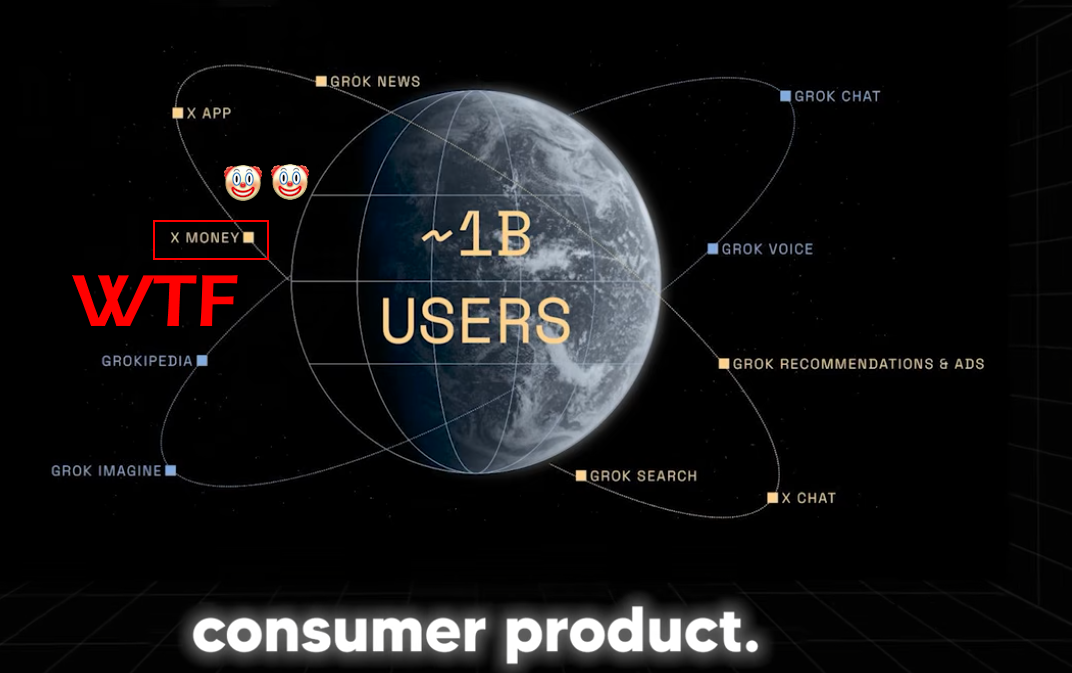 GROK NEWS
X APP
GROK CHAT
X MONEY
WTF
~1B
USERS
GROK VOICE
GROKIPEDIA
GROK RECOMMENDATIONS & ADS
GROK IMAGINE
GROK SEARCH
X CHAT
consumer product.